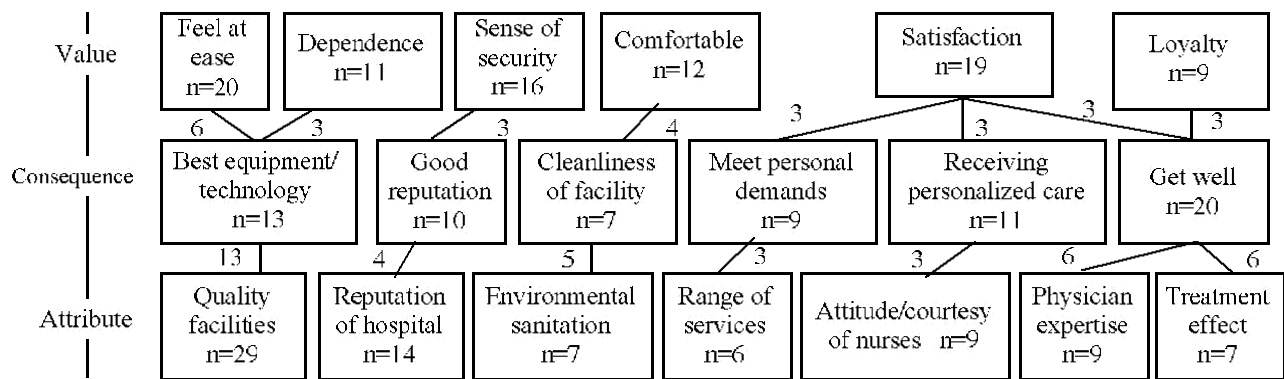 Value
Feel at
ease
n=20
Dependence
n=11
Sense of
security
n=16
Comfortable
n=12
Satisfaction
n=19
Loyalty
n=9
6
3
3
4
3
3
3
3
Consequence
Best equipment/
technology
n=13
Good
reputation
n=10
Cleanliness
of facility
n=7
Meet personal
demands
n=9
Receiving
personalized care
n=11
Get well
n=20
13
4
5
3
3
6
6
Attribute
Quality
facilities
n=29
Reputation
of hospital
n=14
Environmental
sanitation
n=7
Range of
services
n=6
Attitude/courtesy
of nurses n=9
Physician
expertise
n=9
Treatment
effect
n=7